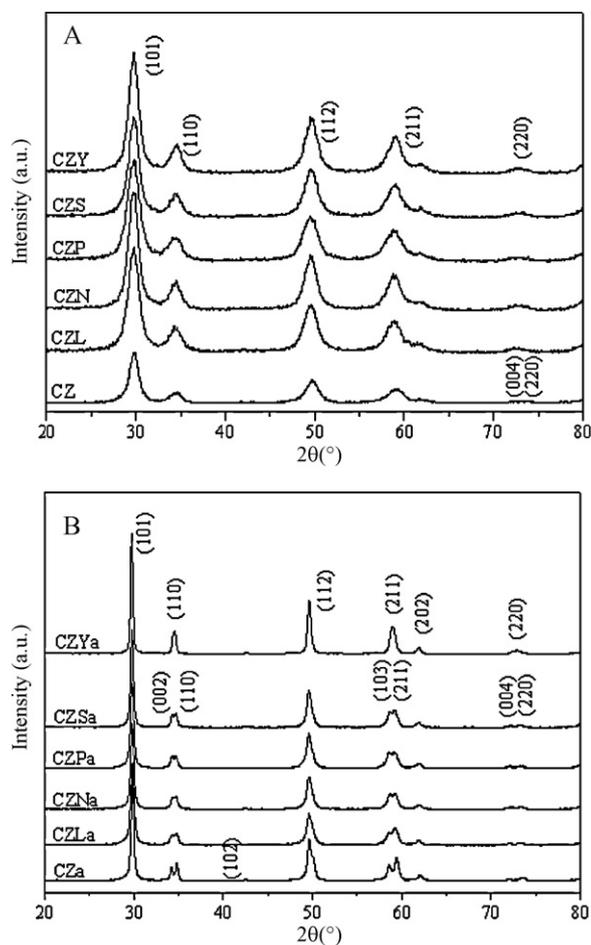 A
(101)
(110)
(112)
(211)
(220)
CZY
CZS
CZP
CZN
CZL
CZ
(004)
(220)
Intensity (a.u.)
20 30 40 50 60 70 80
2θ(°)
B
(101)
(110)
(112)
(211)
(202)
(220)
CZYa
(002)
(110)
(103)
(211)
(004)
(220)
CZSa
CZPa
CZNa
CZLa
(102)
CZa
Intensity (a.u.)
20 30 40 50 60 70 80
2θ(°)